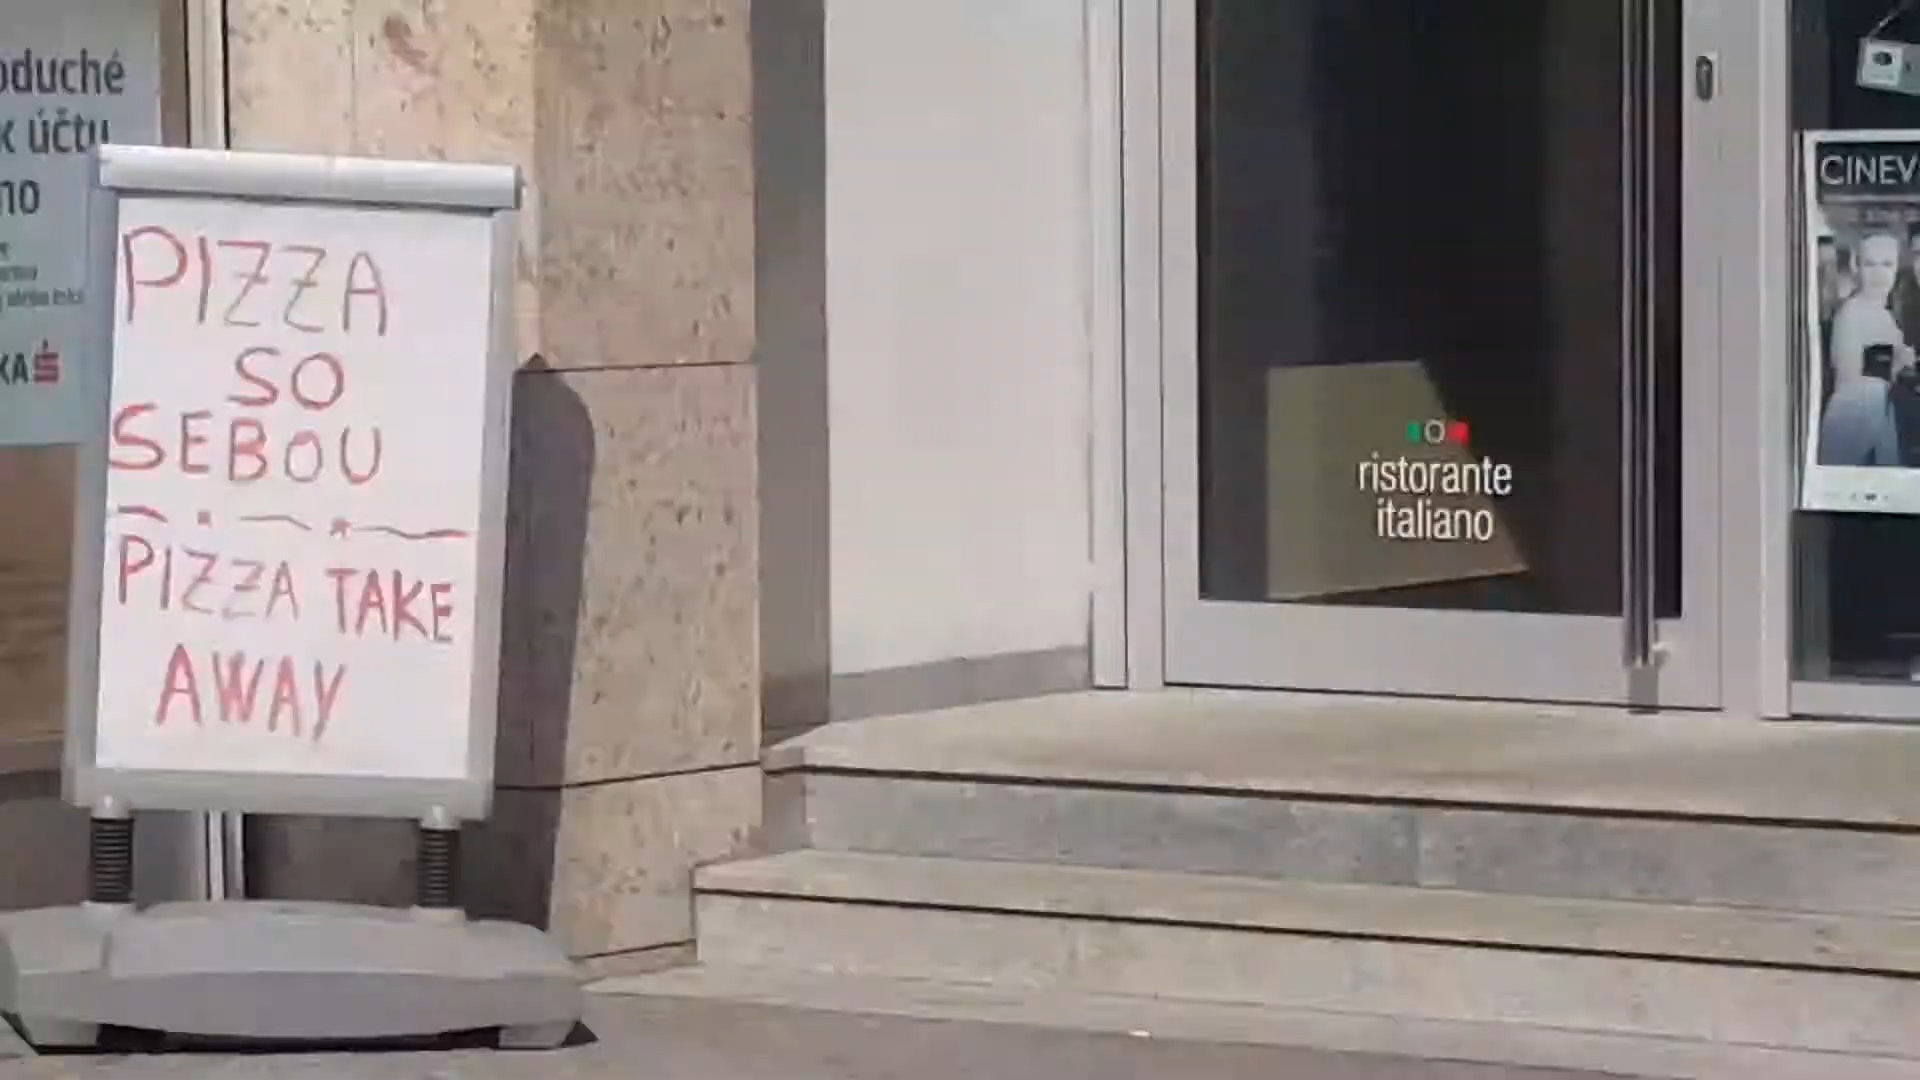 oduché
k účtu
no
KA
PIZZA
SO
SEBOU
PIZZA TAKE
AWAY
ristorante
italiano
CINEV